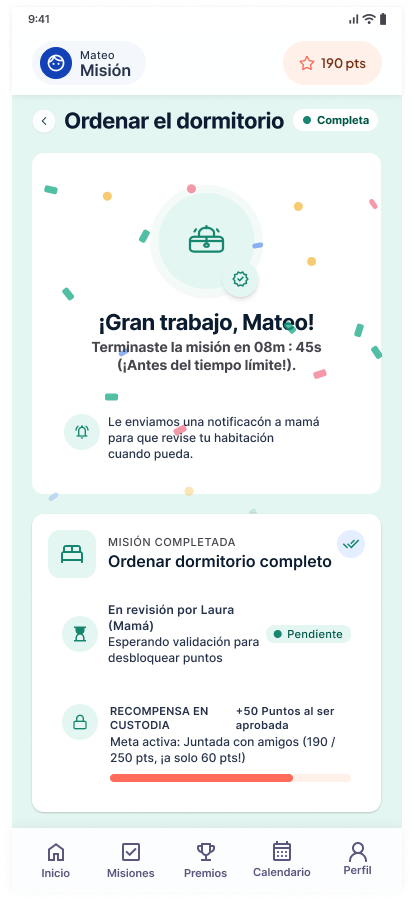 9:41
Mateo
Misión
190 pts
Ordenar el dormitorio
Completa
¡Gran trabajo, Mateo!
Terminaste la misión en 08m : 45s
(¡Antes del tiempo límite!).
Le enviamos una notificacón a mamá
para que revise tu habitación
cuando pueda.
MISIÓN COMPLETADA
Ordenar dormitorio completo
En revisión por Laura
(Mamá)
Esperando validación para
desbloquear puntos
Pendiente
RECOMPENSA EN
CUSTODIA
+50 Puntos al ser
aprobada
Meta activa: Juntada con amigos (190 /
250 pts, ¡a solo 60 pts!)
Inicio
Misiones
Premios
Calendario
Perfil